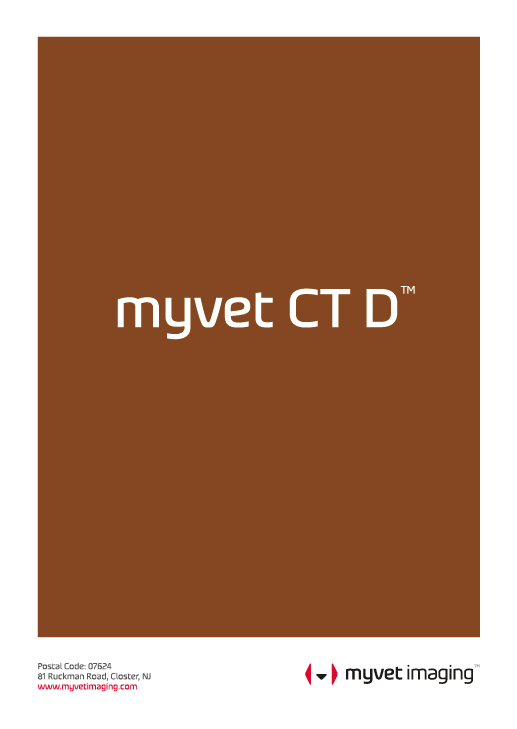 myvet CT D™
Postal Code: 07624
81 Ruckman Road, Closter, NJ
www.myvetimaging.com
myvet imaging™